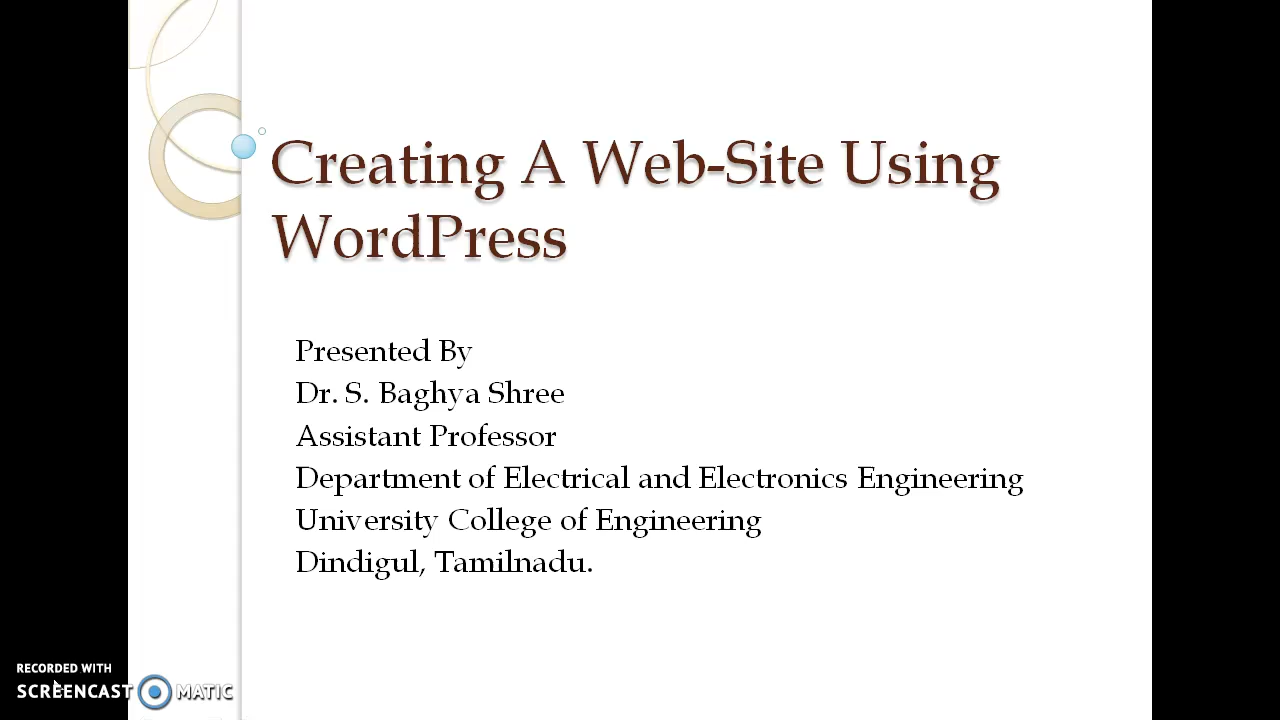 Creating A Web-Site Using
WordPress
Presented By
Dr. S. Baghya Shree
Assistant Professor
Department of Electrical and Electronics Engineering
University College of Engineering
Dindigul, Tamilnadu.
RECORDED WITH
SCREENCAST MATIC